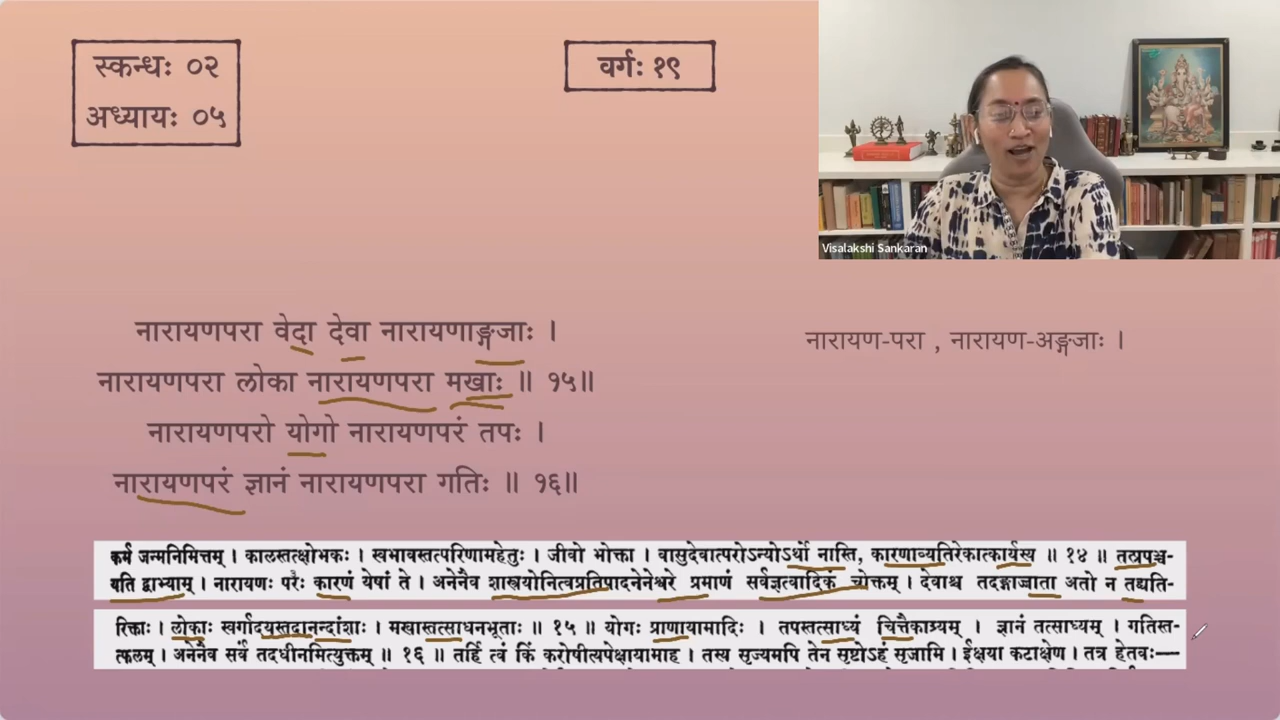 स्कन्धः ०२
अध्यायः ०५
वर्गः १९
Visalakshi Sankaran
नारायणपरा वेदा देवा नारायणाङ्गजाः ।
नारायणपरा लोका नारायणपरा मखाः ॥ १५॥
नारायणपरो योगो नारायणपरं तपः ।
नारायणपरं ज्ञानं नारायणपरा गतिः ॥ १६॥
नारायण-परा , नारायण-अङ्गजाः ।
कर्म जन्मनिमित्तम् । कालस्तत्क्षोभकः । स्वभावस्तत्परिणामहेतुः । जीवो भोक्ता । वासुदेवात्परोऽन्योऽर्थो नास्ति, कारणाव्यतिरेकात्कार्यस्य ॥ १४ ॥ तत्प्रपञ्च-
यति द्वाभ्याम् । नारायणः परः कारणं येषां ते । अनेनैव शास्त्रयोनित्वप्रतिपादनेनेश्वरे प्रमाणं सर्वज्ञत्वादिकं चोक्तम् । देवाश्च तदङ्गाज्जाता अतो न तद्व्यति-
रिक्ताः । लोकाः स्वर्गादयस्तदानन्दांशाः । मखास्तत्साधनभूताः ॥ १५ ॥ योगः प्राणायामादिः । तपस्तत्साध्यं चित्तैकाग्र्यम् । ज्ञानं तत्साध्यम् । गतिस्त-
त्फलम् । अनेनैव सर्वं तदधीनमित्युक्तम् ॥ १६ ॥ तर्हि त्वं किं करोषीत्यपेक्षायामाह । तस्य सृज्यमपि तेन सृष्टोऽहं सृजामि । ईक्षया कटाक्षेण । तत्र हेतवः—